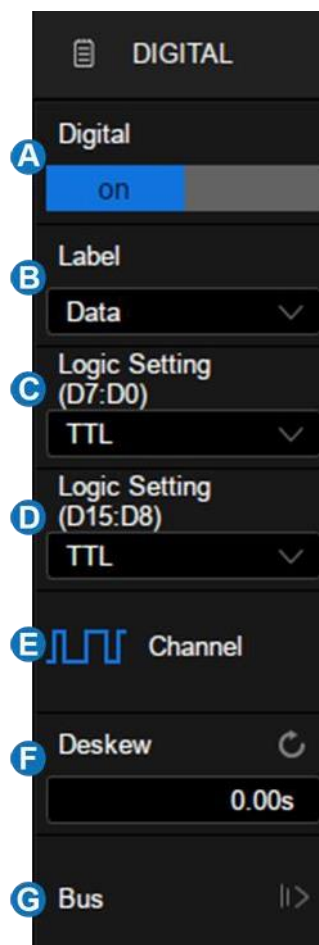 DIGITAL
A
Digital
on
B
Label
Data
C
Logic Setting
(D7:D0)
TTL
D
Logic Setting
(D15:D8)
TTL
E
Channel
F
Deskew
0.00s
G
Bus